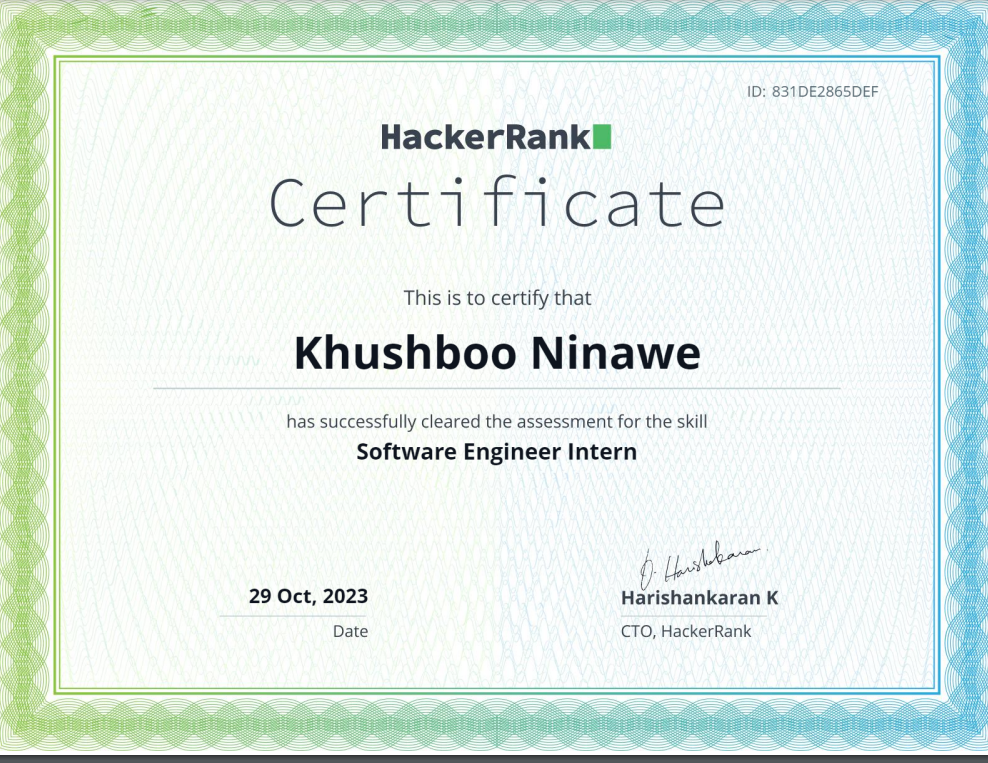 ID: 831DE2865DEF
HackerRank
Certificate
This is to certify that
Khushboo Ninawe
has successfully cleared the assessment for the skill
Software Engineer Intern
J. Harishankaran
29 Oct, 2023
Harishankaran K
Date
CTO, HackerRank